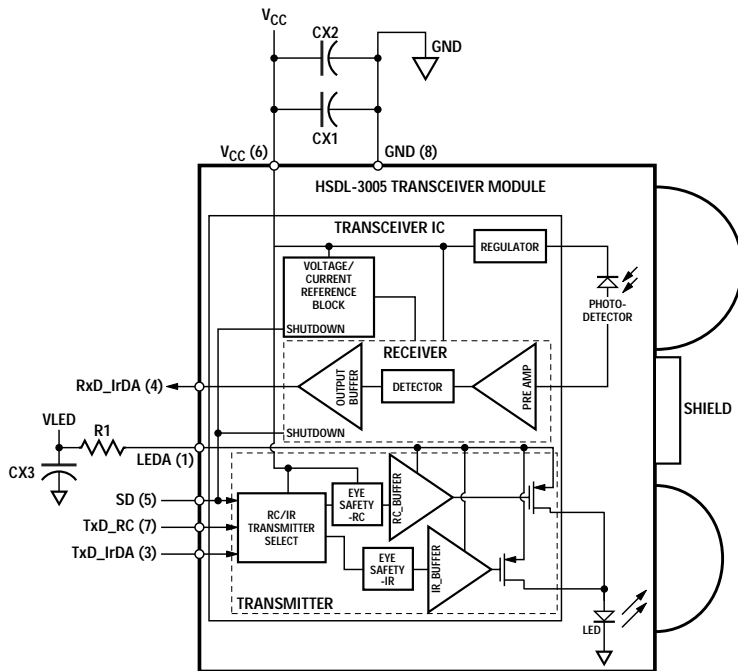 V_CC
CX2
GND
CX1
V_CC (6)
GND (8)
HSDL-3005 TRANSCEIVER MODULE
TRANSCEIVER IC
REGULATOR
VOLTAGE/
CURRENT
REFERENCE
BLOCK
PHOTO-
DETECTOR
SHUTDOWN
RECEIVER
RxD_IrDA (4)
OUTPUT
BUFFER
DETECTOR
PRE AMP
SHIELD
VLED
R1
SHUTDOWN
LEDA (1)
CX3
SD (5)
TxD_RC (7)
TxD_IrDA (3)
RC/IR
TRANSMITTER
SELECT
EYE
SAFETY
-RC
RC_BUFFER
EYE
SAFETY
-IR
IR_BUFFER
TRANSMITTER
LED